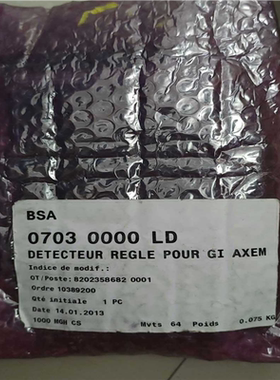 BSA
0703 0000 LD
DETECTEUR REGLE POUR GI AXEM
Indice de modif.:
OT/Poste: 8202358682 0001
Ordre 10389200
Qté initiale 1 PC
Date 14.01.2013
1000 MGH CS Mvts 64 Poids 0.075 KG